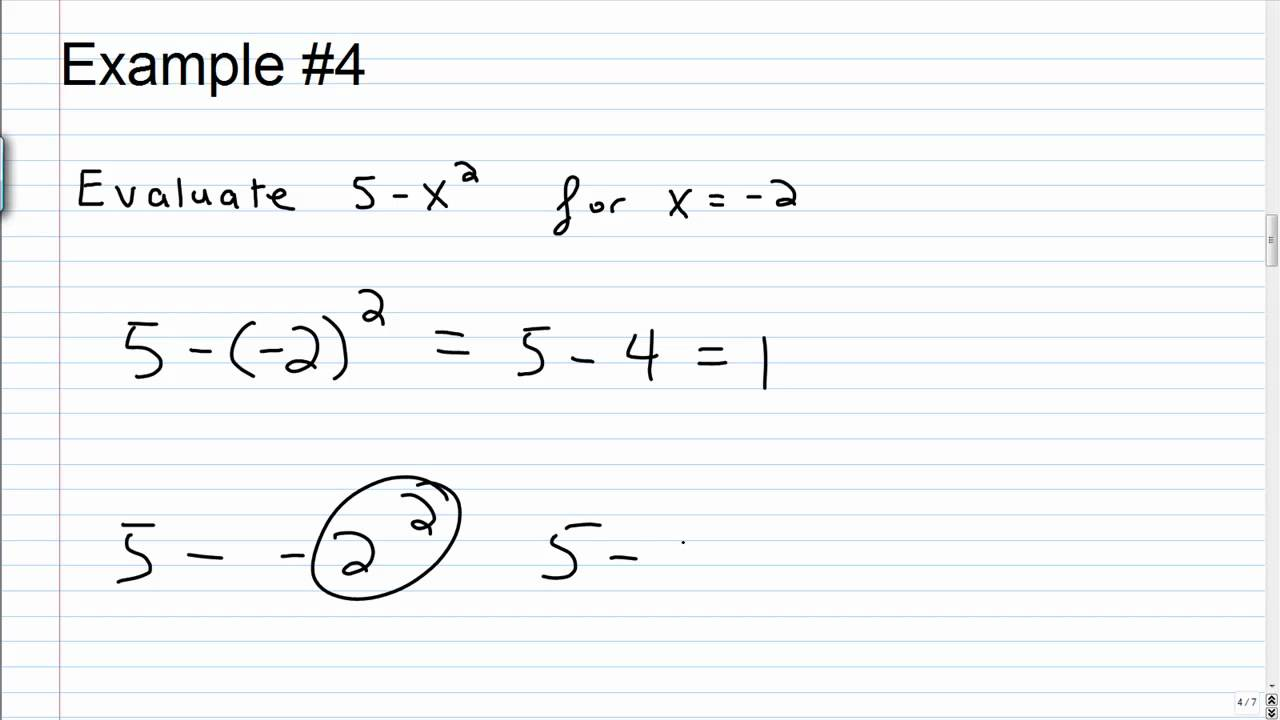 Example #4
Evaluate 5 - x² for x = -2
5 - (-2)² = 5 - 4 = 1
5 - -2² 5 -
4 / 7